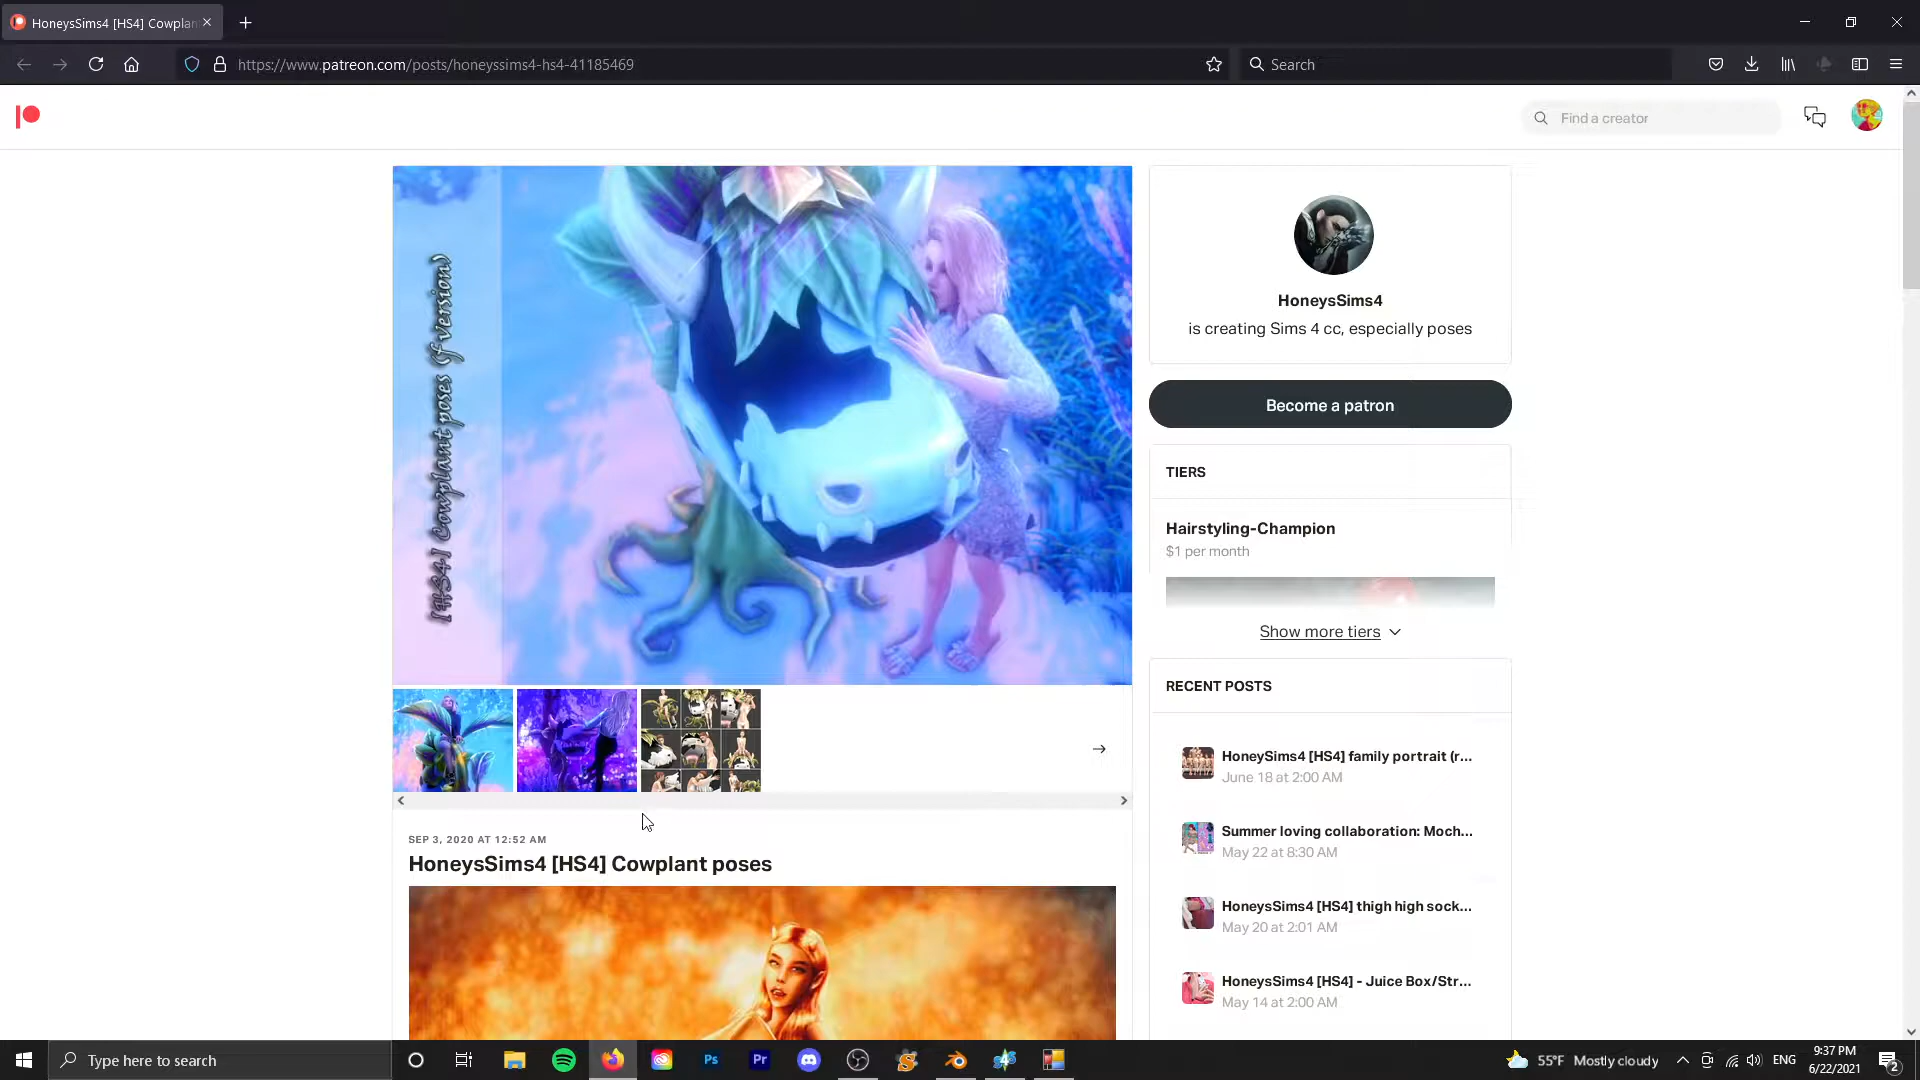 HoneysSims4 [HS4] Cowplan
https://www.patreon.com/posts/honeyssims4-hs4-41185469
Search
Find a creator
[HS4] Cowplant poses (f version)
HoneysSims4
is creating Sims 4 cc, especially poses
Become a patron
TIERS
Hairstyling-Champion
$1 per month
Show more tiers
RECENT POSTS
HoneySims4 [HS4] family portrait (r...
June 18 at 2:00 AM
Summer loving collaboration: Moch...
May 22 at 8:30 AM
HoneysSims4 [HS4] thigh high sock...
May 20 at 2:01 AM
HoneysSims4 [HS4] - Juice Box/Str...
May 14 at 2:00 AM
SEP 3, 2020 AT 12:52 AM
HoneysSims4 [HS4] Cowplant poses
Type here to search
Ps
Pr
55°F Mostly cloudy
ENG
9:37 PM
6/22/2021
2